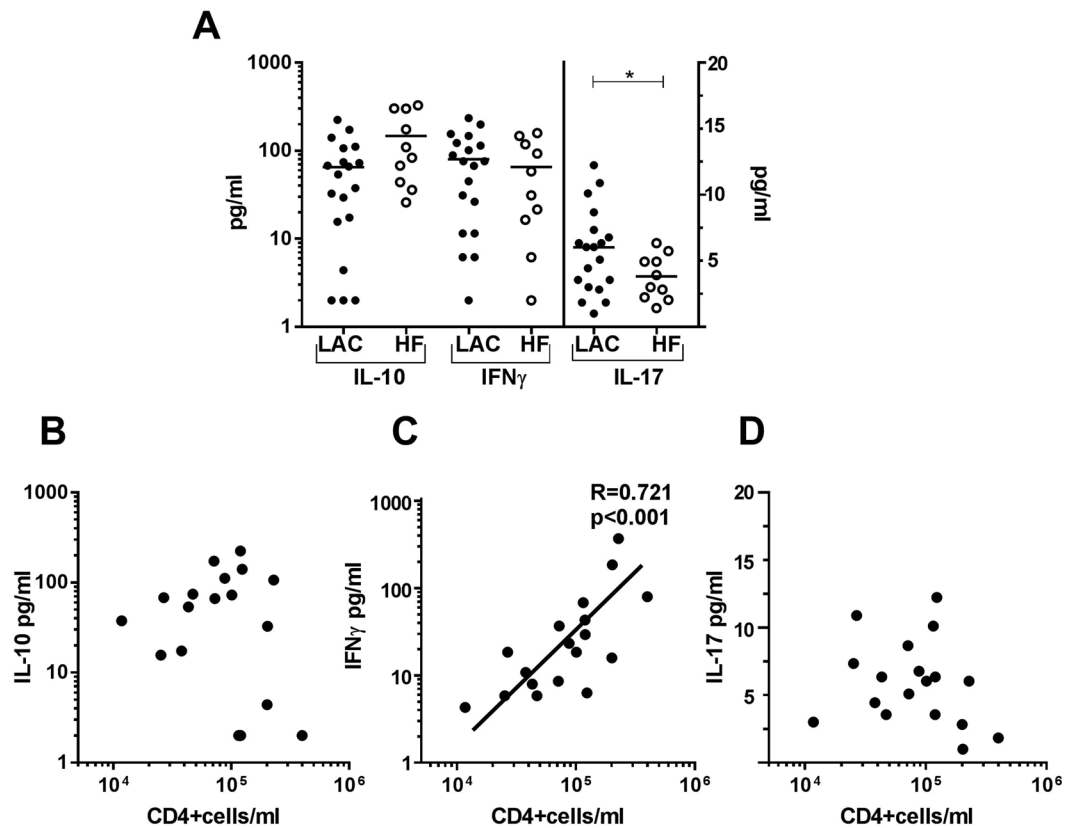 A
1000
100
10
1
pg/ml
*
20
15
10
5
pg/ml
LAC HF LAC HF LAC HF
IL-10 IFNγ IL-17
B
1000
100
10
1
IL-10 pg/ml
10⁴ 10⁵ 10⁶
CD4+cells/ml
C
R=0.721
p<0.001
1000
100
10
1
IFNγ pg/ml
10⁴ 10⁵ 10⁶
CD4+cells/ml
D
20
15
10
5
IL-17 pg/ml
10⁴ 10⁵ 10⁶
CD4+cells/ml